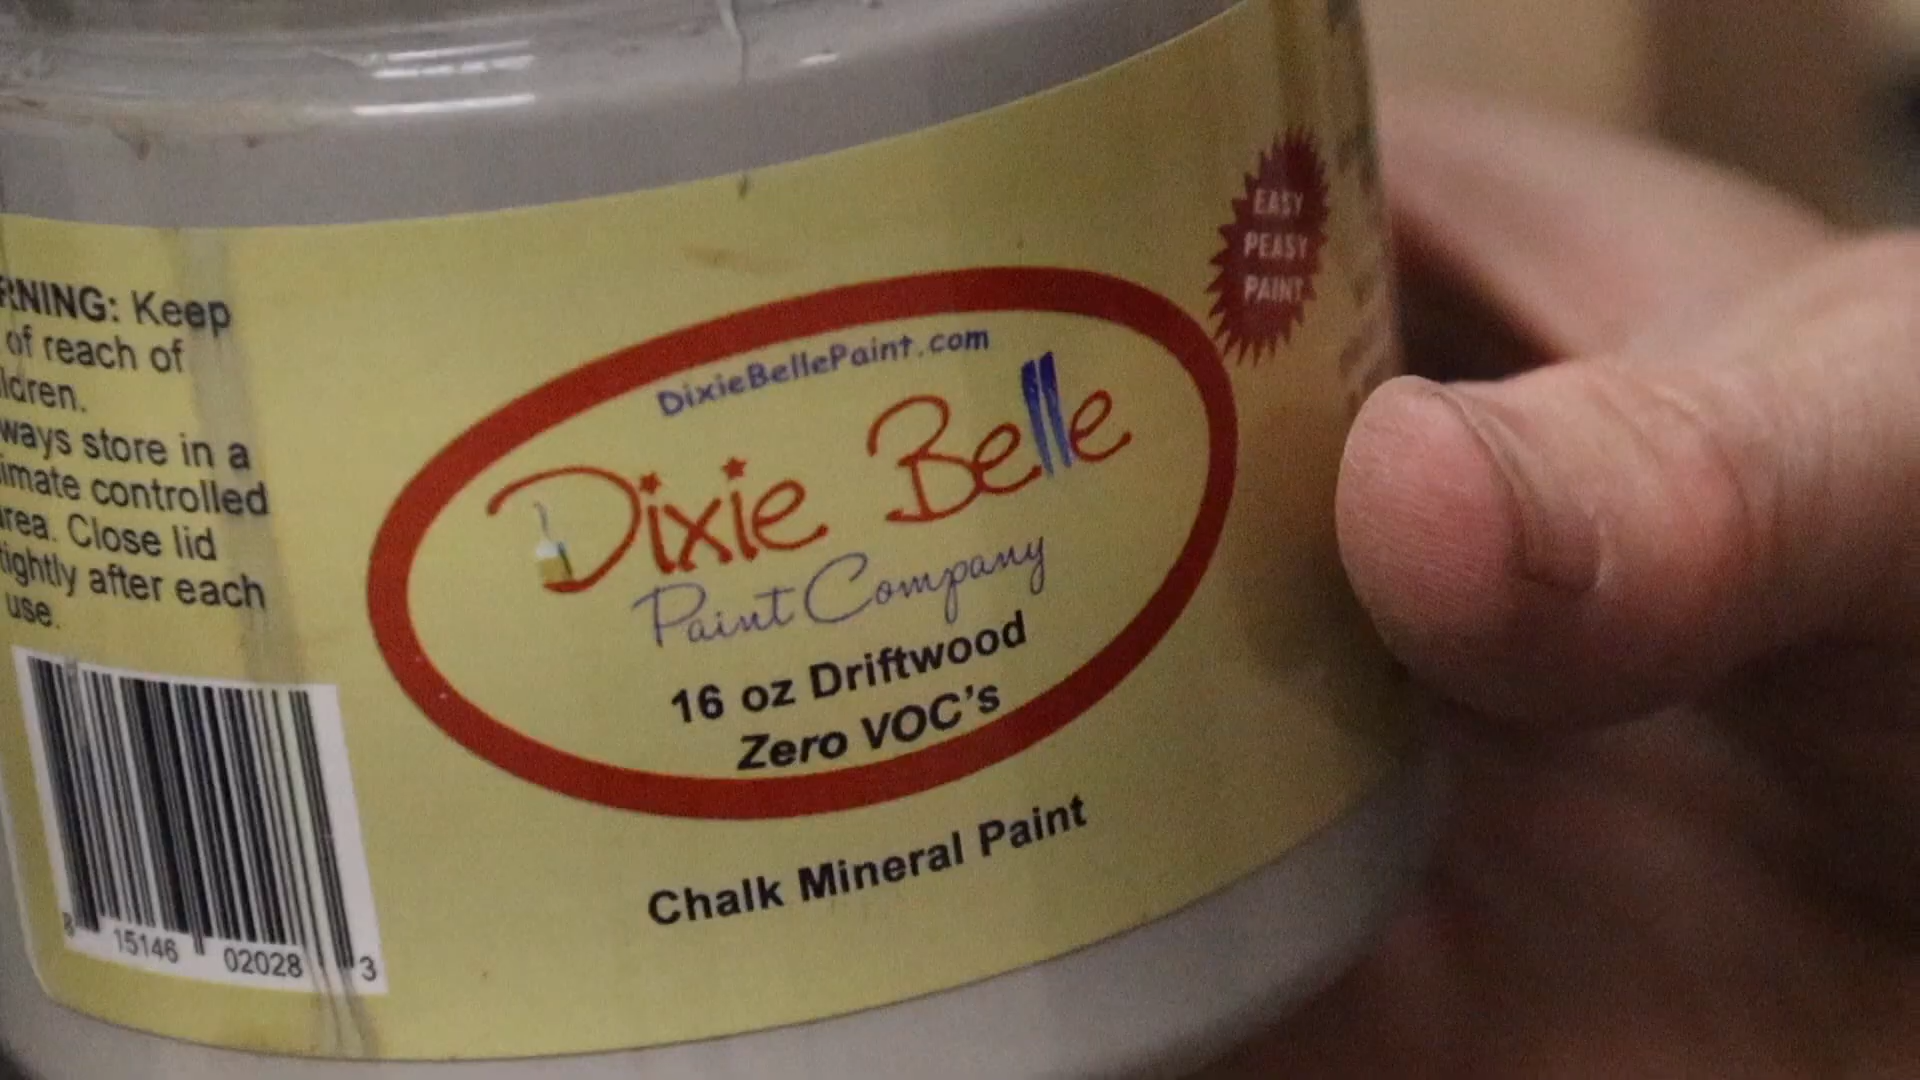 RNING: Keep
of reach of
ldren.
ways store in a
imate controlled
rea. Close lid
tightly after each
use.
8 15146 02028 3
DixieBellePaint.com
Dixie Belle
Paint Company
16 oz Driftwood
Zero VOC's
Chalk Mineral Paint
EASY
PEASY
PAINT